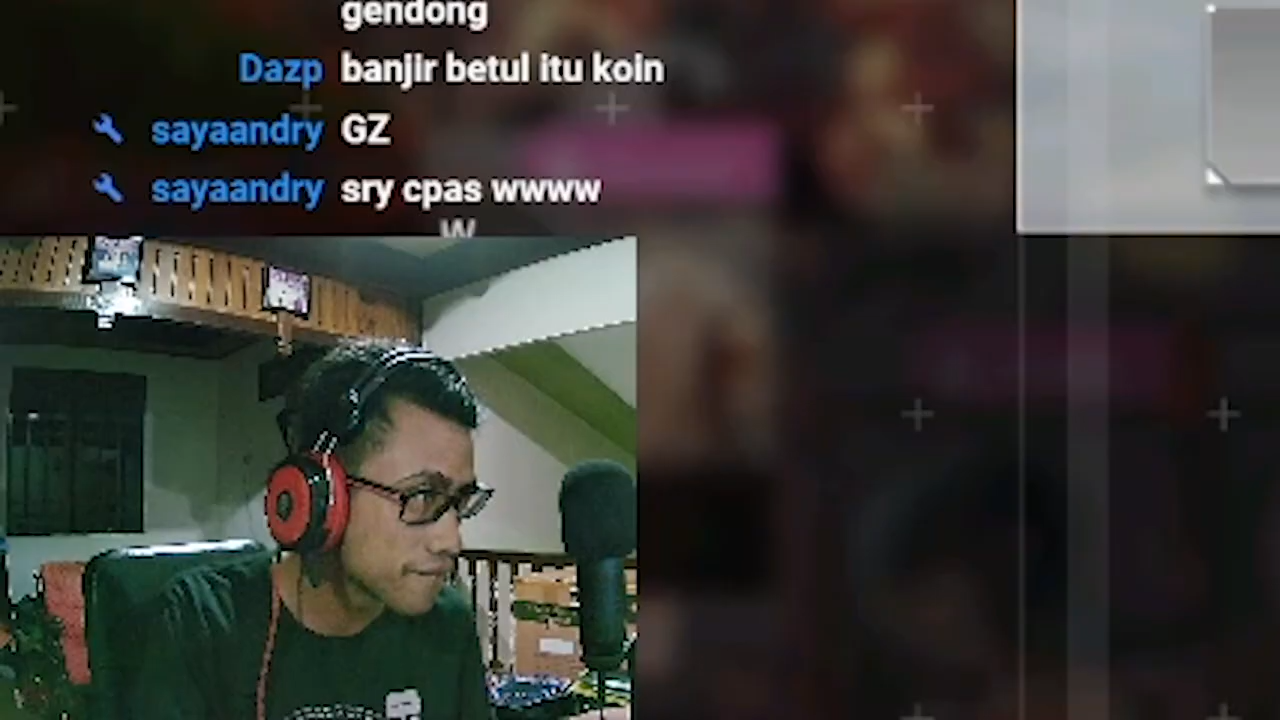 gendong
Dazp banjir betul itu koin
sayaandry GZ
sayaandry sry cpas wwww
W